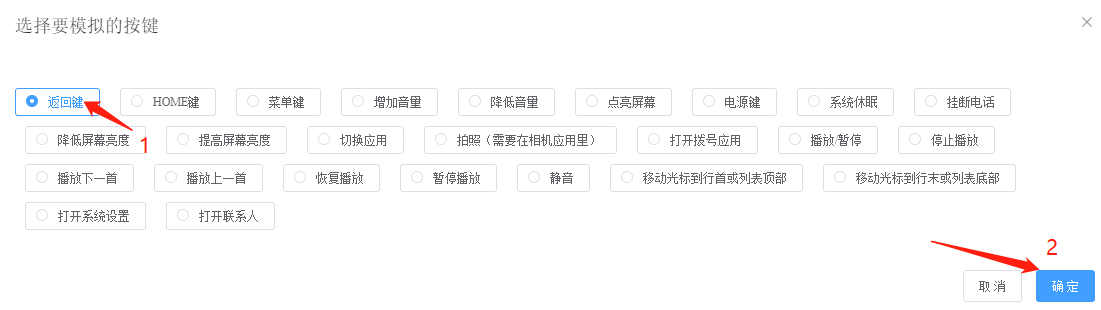 选择要模拟的按键
返回键 HOME键 菜单键 增加音量 降低音量 点亮屏幕 电源键 系统休眠 挂断电话
降低屏幕亮度 提高屏幕亮度 切换应用 拍照（需要在相机应用里） 打开拨号应用 播放/暂停 停止播放
1
播放下一首 播放上一首 恢复播放 暂停播放 静音 移动光标到行首或列表顶部 移动光标到行末或列表底部
打开系统设置 打开联系人
2
取消 确定